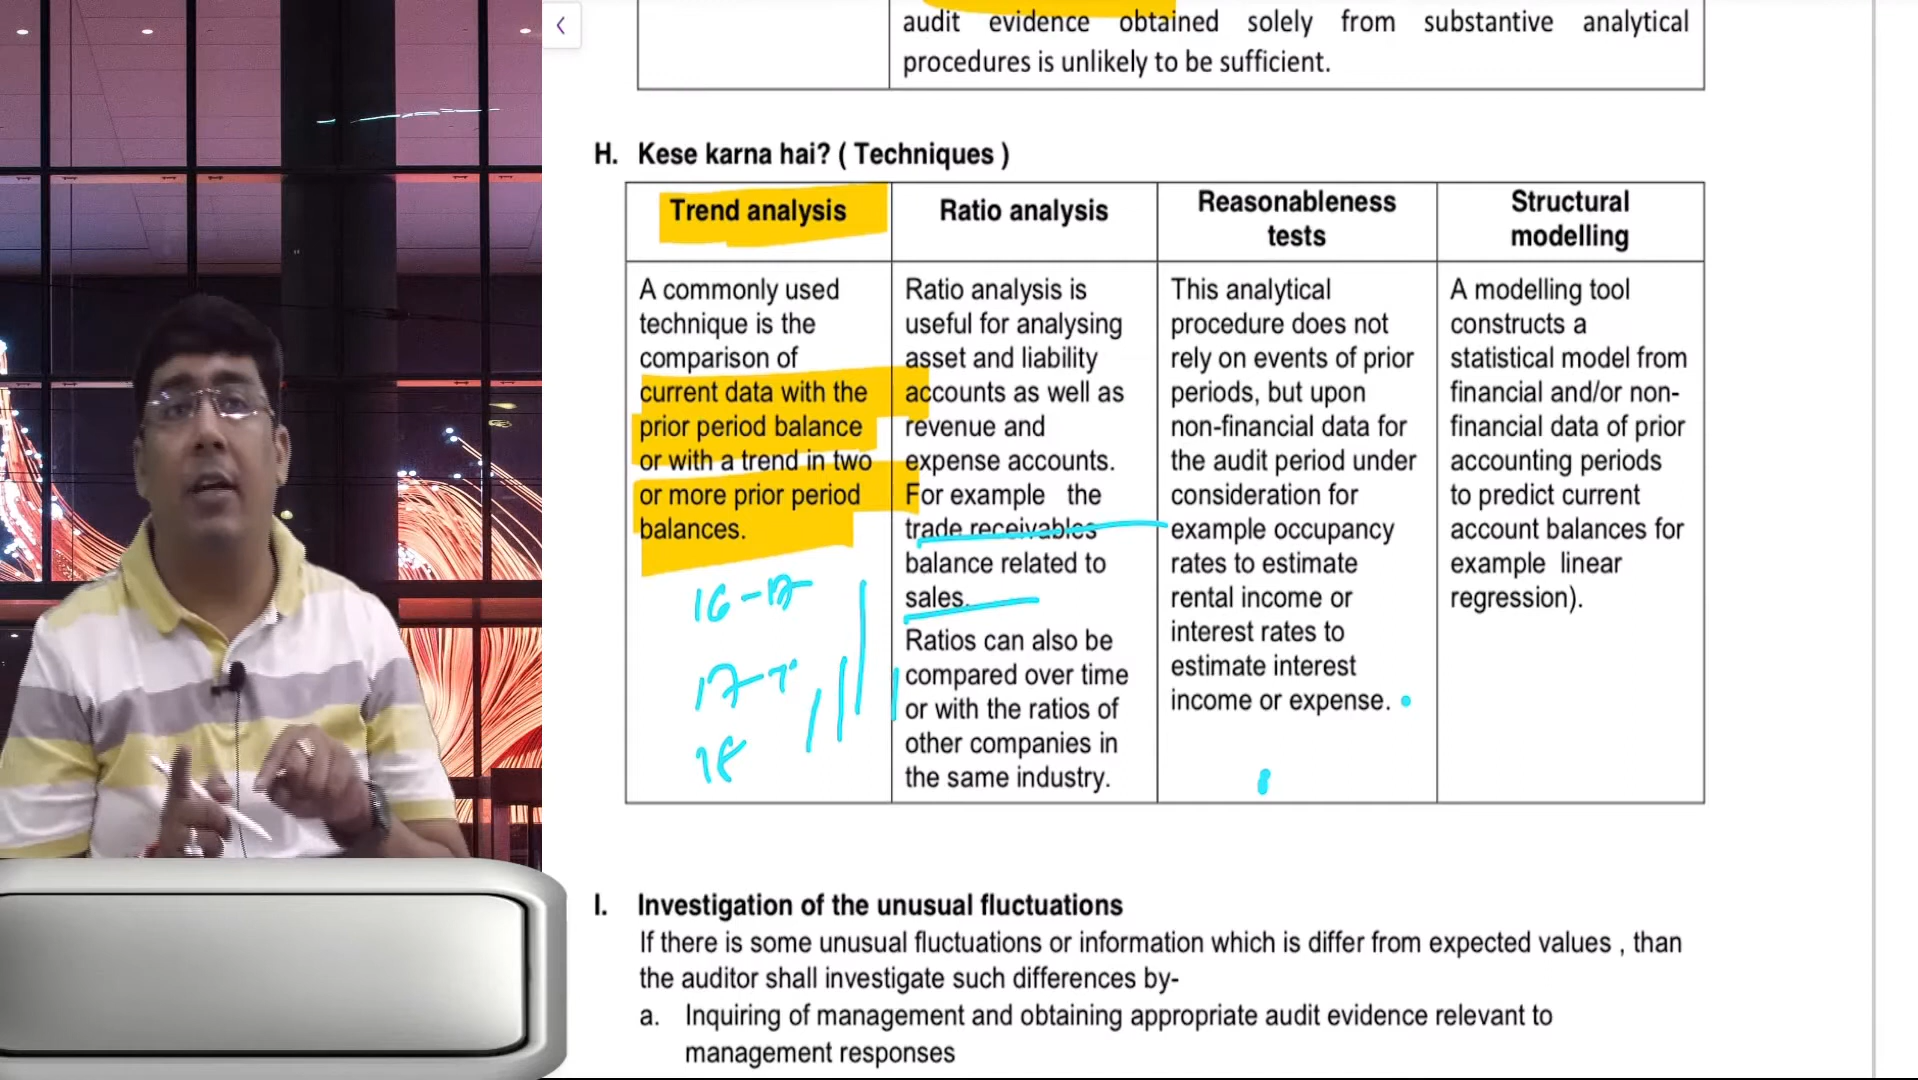 audit evidence obtained solely from substantive analytical
procedures is unlikely to be sufficient.
H. Kese karna hai? ( Techniques )
Trend analysis
A commonly used
technique is the
comparison of
current data with the
prior period balance
or with a trend in two
or more prior period
balances.
16-17
17-
18
Ratio analysis
Ratio analysis is
useful for analysing
asset and liability
accounts as well as
revenue and
expense accounts.
For example the
trade receivables
balance related to
sales.
Ratios can also be
compared over time
or with the ratios of
other companies in
the same industry.
Reasonableness
tests
This analytical
procedure does not
rely on events of prior
periods, but upon
non-financial data for
the audit period under
consideration for
example occupancy
rates to estimate
rental income or
interest rates to
estimate interest
income or expense.
Structural
modelling
A modelling tool
constructs a
statistical model from
financial and/or non-
financial data of prior
accounting periods
to predict current
account balances for
example linear
regression).
I. Investigation of the unusual fluctuations
If there is some unusual fluctuations or information which is differ from expected values , than
the auditor shall investigate such differences by-
a. Inquiring of management and obtaining appropriate audit evidence relevant to
management responses